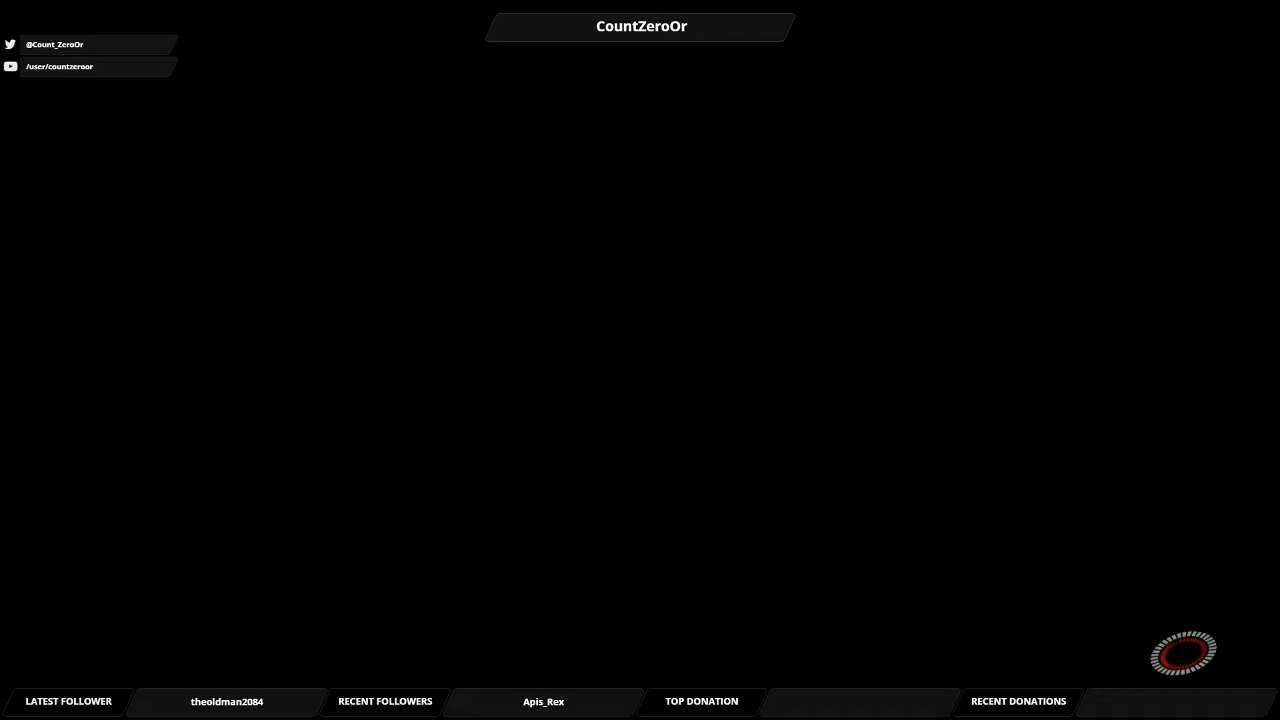 CountZeroOr
@Count_ZeroOr
/user/countzeroor
LATEST FOLLOWER theoldman2084 RECENT FOLLOWERS Apis_Rex TOP DONATION RECENT DONATIONS